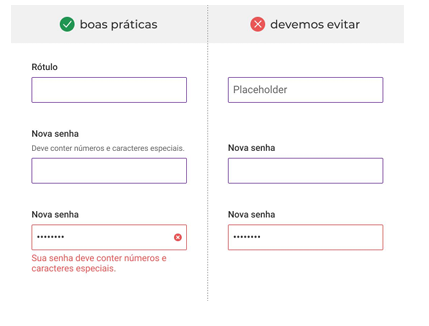 boas práticas
devemos evitar
Rótulo
Placeholder
Nova senha
Deve conter números e caracteres especiais.
Nova senha
Nova senha
••••••••
Sua senha deve conter números e
caracteres especiais.
Nova senha
••••••••